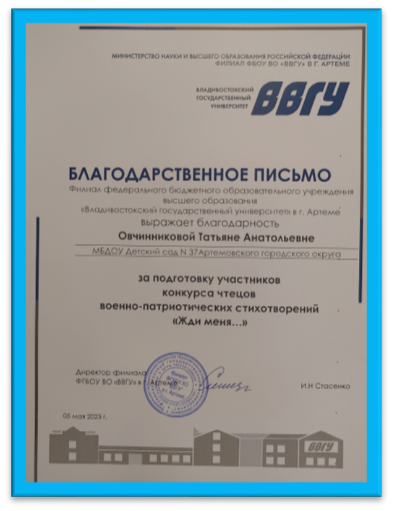 МИНИСТЕРСТВО НАУКИ И ВЫСШЕГО ОБРАЗОВАНИЯ РОССИЙСКОЙ ФЕДЕРАЦИИ
ФИЛИАЛ ФБОУ ВО «ВВГУ» В Г. АРТЕМЕ
ВЛАДИВОСТОКСКИЙ
ГОСУДАРСТВЕННЫЙ
УНИВЕРСИТЕТ
ВВГУ
БЛАГОДАРСТВЕННОЕ ПИСЬМО
Филиал федерального бюджетного образовательного учреждения
высшего образования
«Владивостокский государственный университет» в г. Артеме
выражает благодарность
Овчинниковой Татьяне Анатольевне
МБДОУ Детский сад N 37Артемовского городского округа
за подготовку участников
конкурса чтецов
военно-патриотических стихотворений
«Жди меня…»
Директор филиала
ФГБОУ ВО «ВВГУ» в г. Артеме
И.Н Стасенко
05 мая 2023 г.
ВВГУ